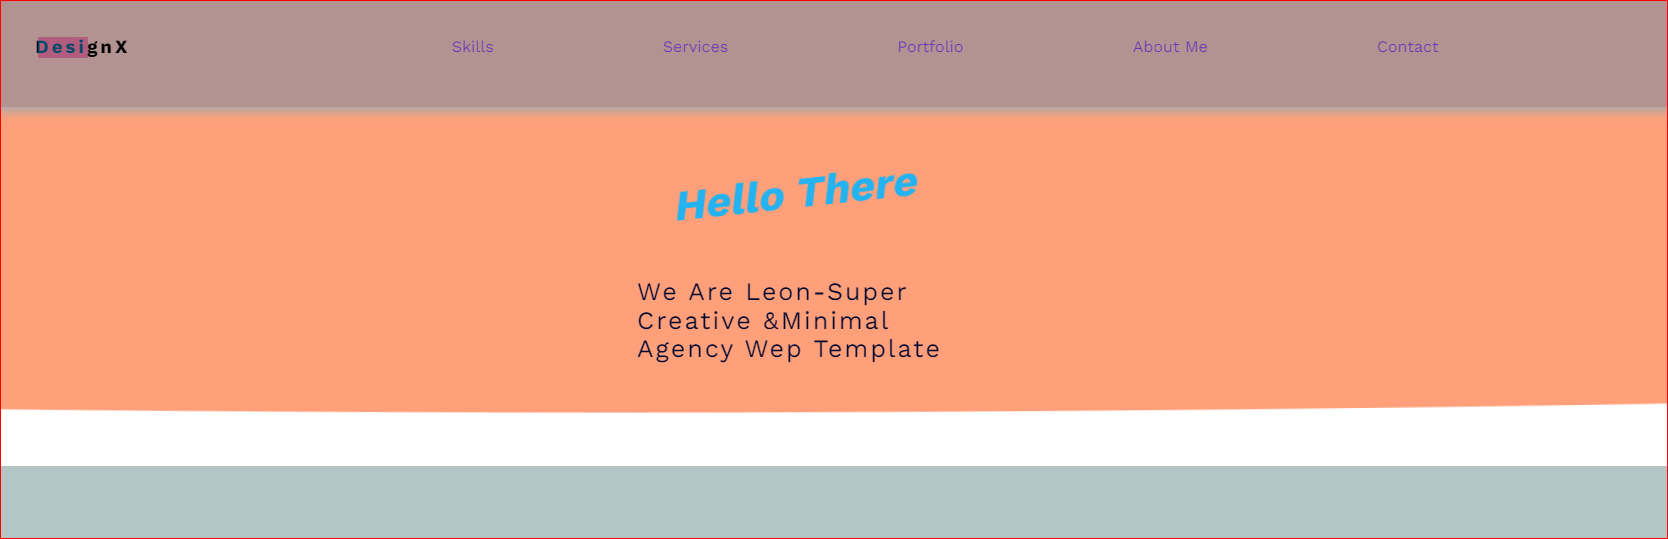 DesignX
Skills
Services
Portfolio
About Me
Contact
Hello There
We Are Leon-Super
Creative &Minimal
Agency Wep Template